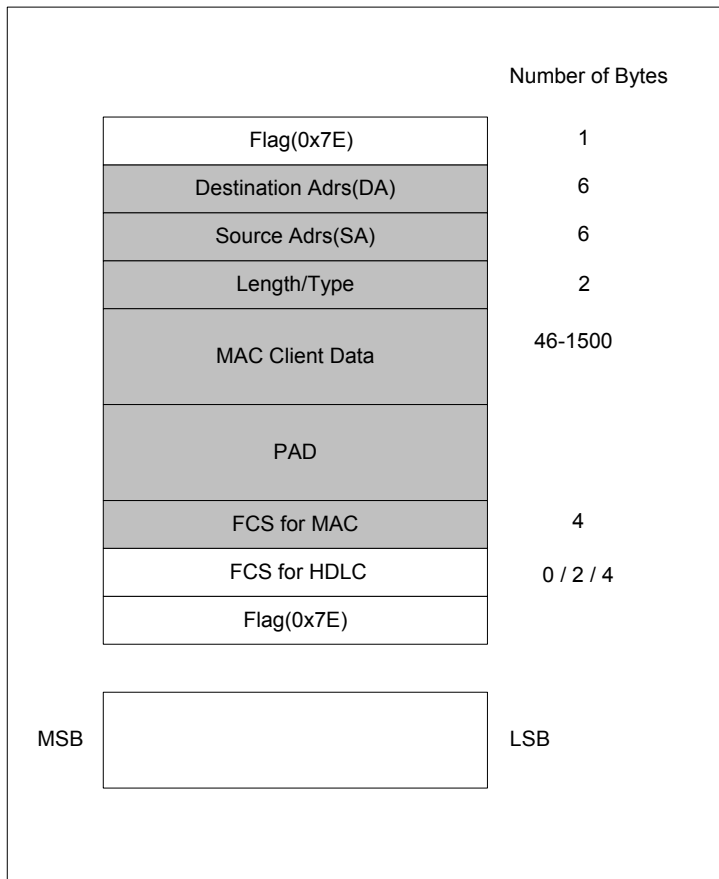 Number of Bytes
Flag(0x7E) 1
Destination Adrs(DA) 6
Source Adrs(SA) 6
Length/Type 2
MAC Client Data 46-1500
PAD
FCS for MAC 4
FCS for HDLC 0 / 2 / 4
Flag(0x7E)
MSB LSB